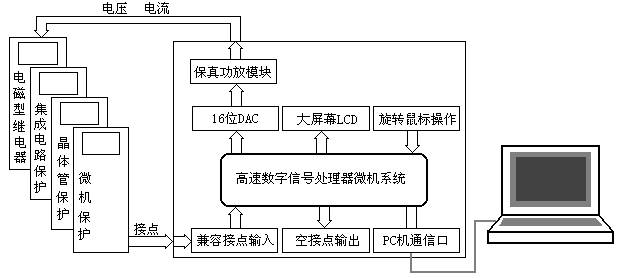 电压 电流
电磁型继电器
集成电路保护
晶体管保护
微机保护
接点
保真功放模块
16位DAC
大屏幕LCD
旋转鼠标操作
高速数字信号处理器微机系统
兼容接点输入
空接点输出
PC机通信口